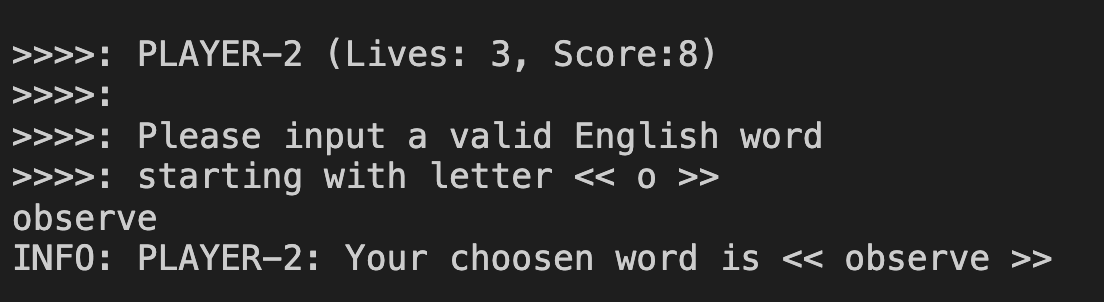 >>>>: PLAYER-2 (Lives: 3, Score:8)
>>>>:
>>>>: Please input a valid English word
>>>>: starting with letter << o >>
observe
INFO: PLAYER-2: Your choosen word is << observe >>